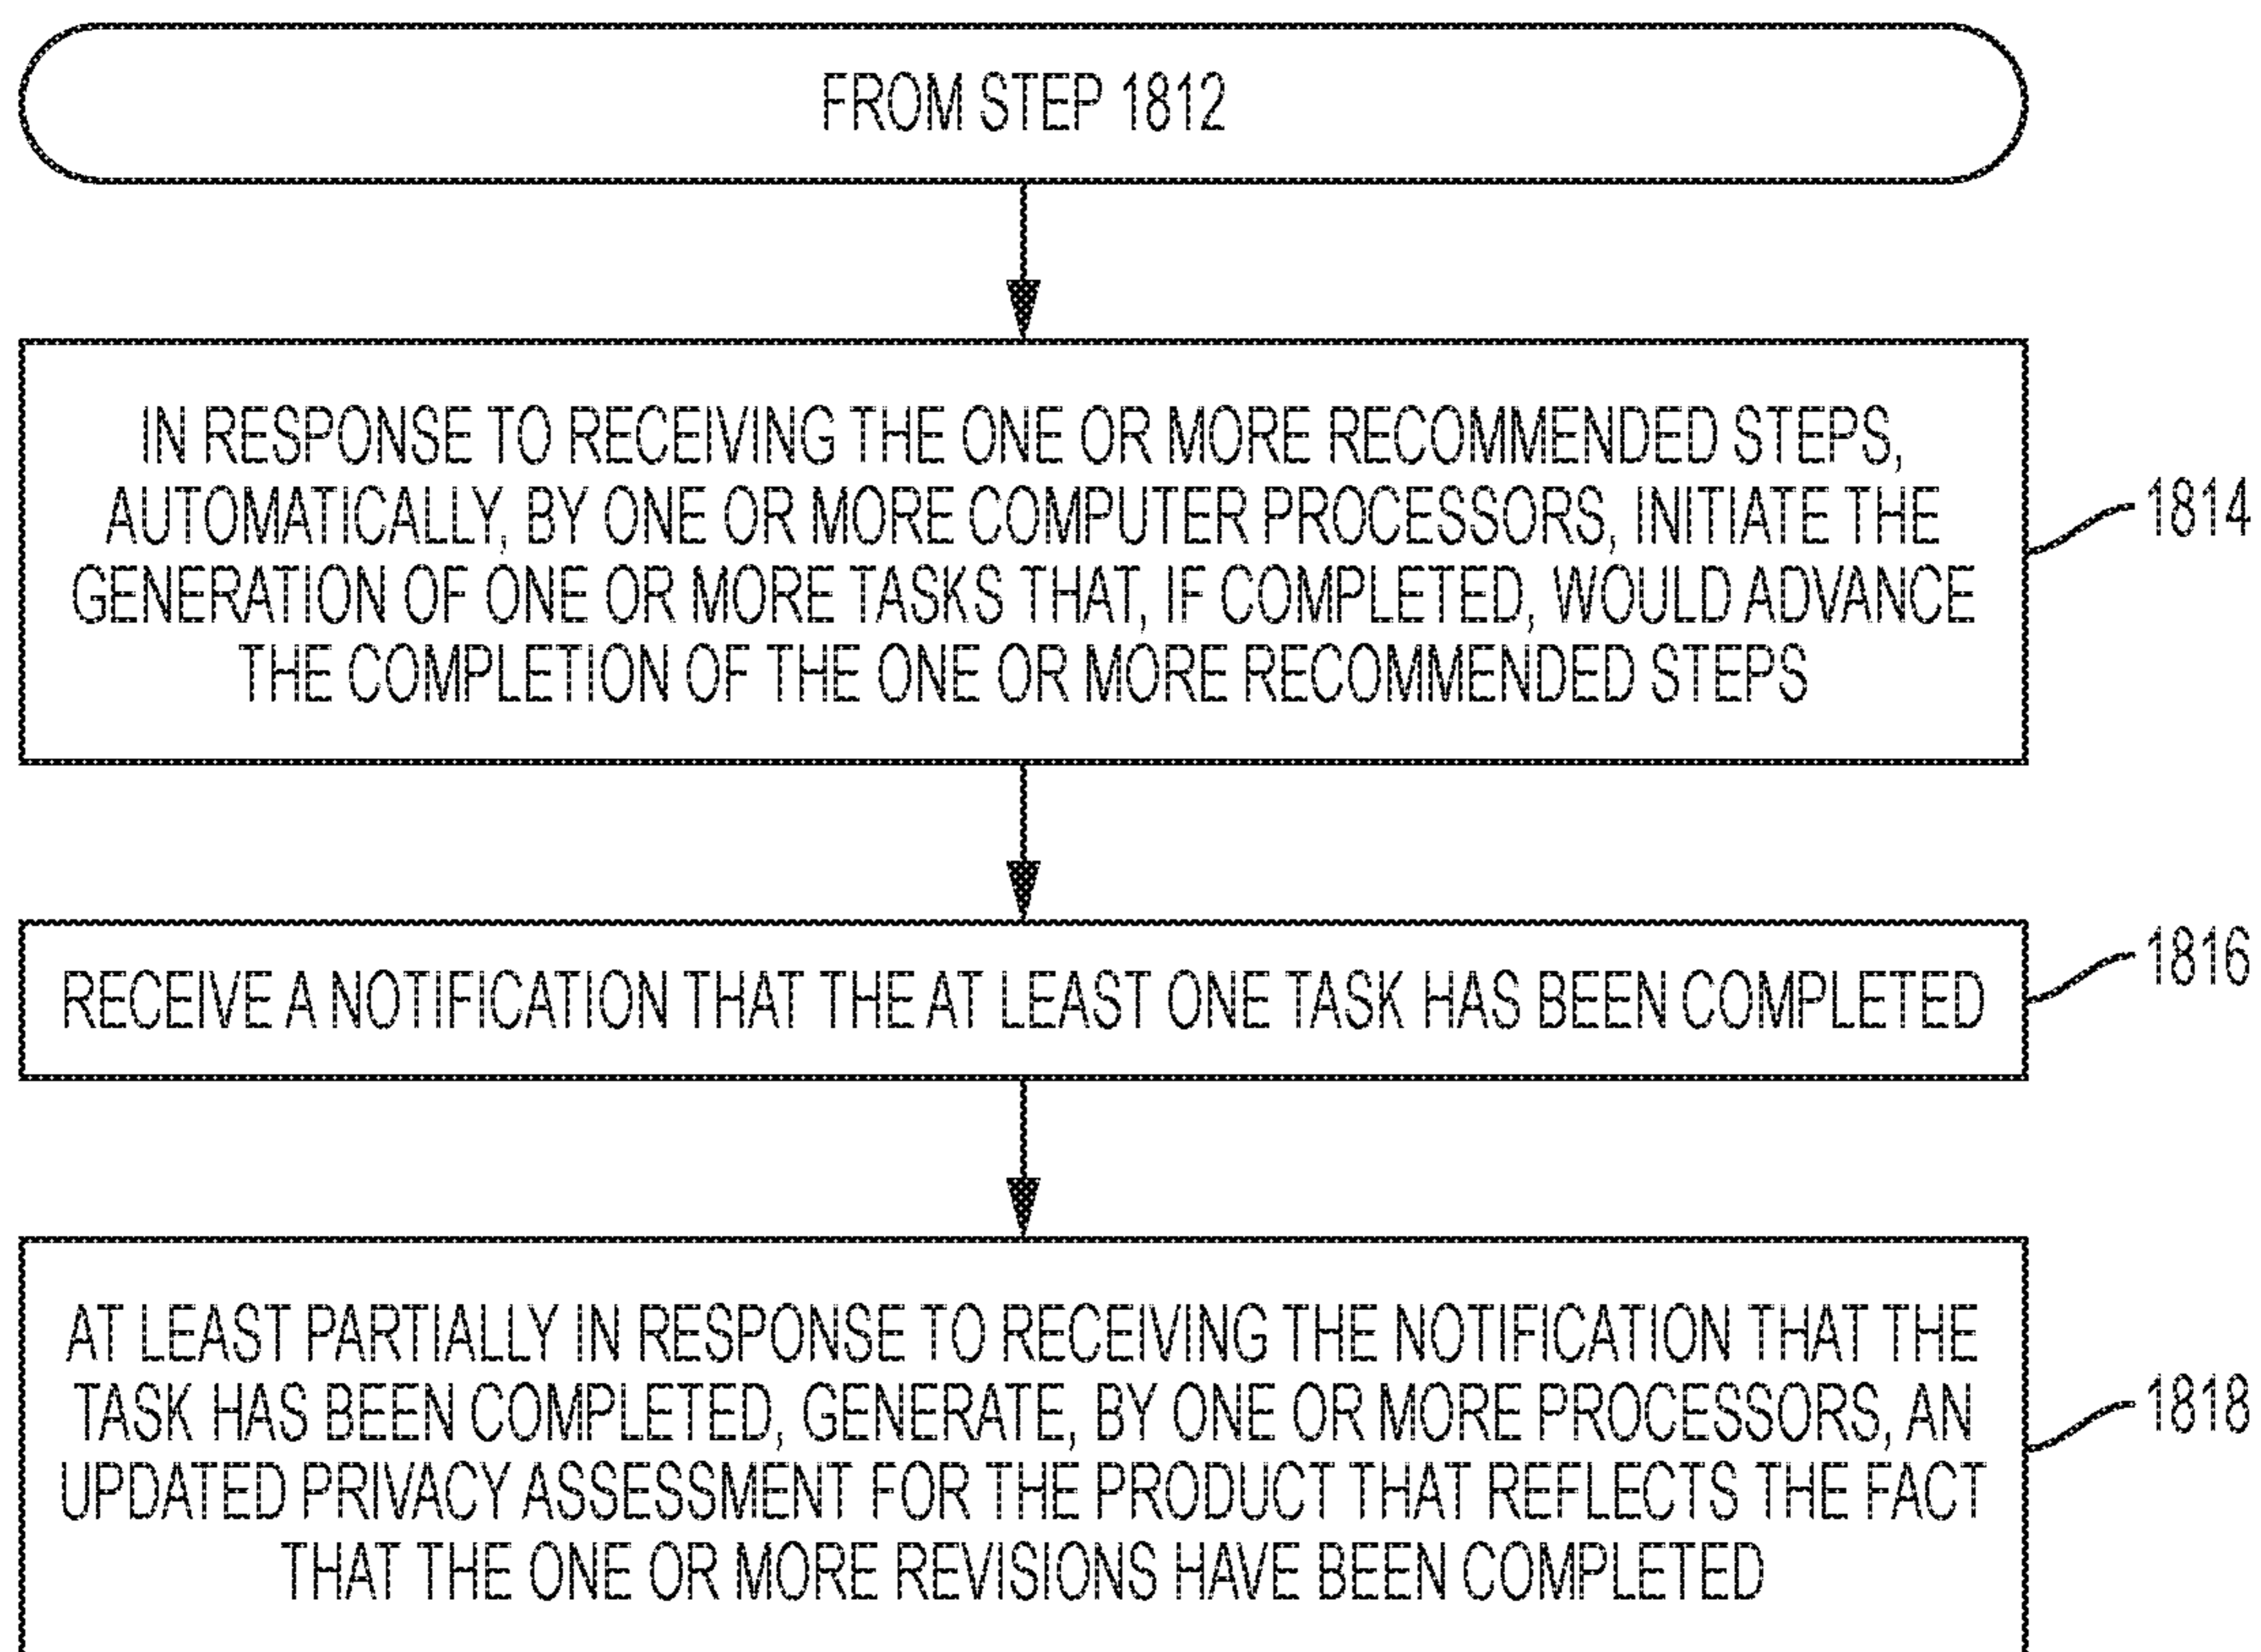 FROM STEP 1812
IN RESPONSE TO RECEIVING THE ONE OR MORE RECOMMENDED STEPS,
AUTOMATICALLY, BY ONE OR MORE COMPUTER PROCESSORS, INITIATE THE
GENERATION OF ONE OR MORE TASKS THAT, IF COMPLETED, WOULD ADVANCE
THE COMPLETION OF THE ONE OR MORE RECOMMENDED STEPS
1814
RECEIVE A NOTIFICATION THAT THE AT LEAST ONE TASK HAS BEEN COMPLETED
1816
AT LEAST PARTIALLY IN RESPONSE TO RECEIVING THE NOTIFICATION THAT THE
TASK HAS BEEN COMPLETED, GENERATE, BY ONE OR MORE PROCESSORS, AN
UPDATED PRIVACY ASSESSMENT FOR THE PRODUCT THAT REFLECTS THE FACT
THAT THE ONE OR MORE REVISIONS HAVE BEEN COMPLETED
1818